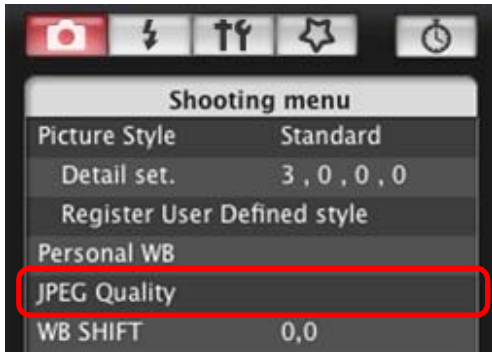 Shooting menu
Picture Style Standard
Detail set. 3 , 0 , 0 , 0
Register User Defined style
Personal WB
JPEG Quality
WB SHIFT 0,0